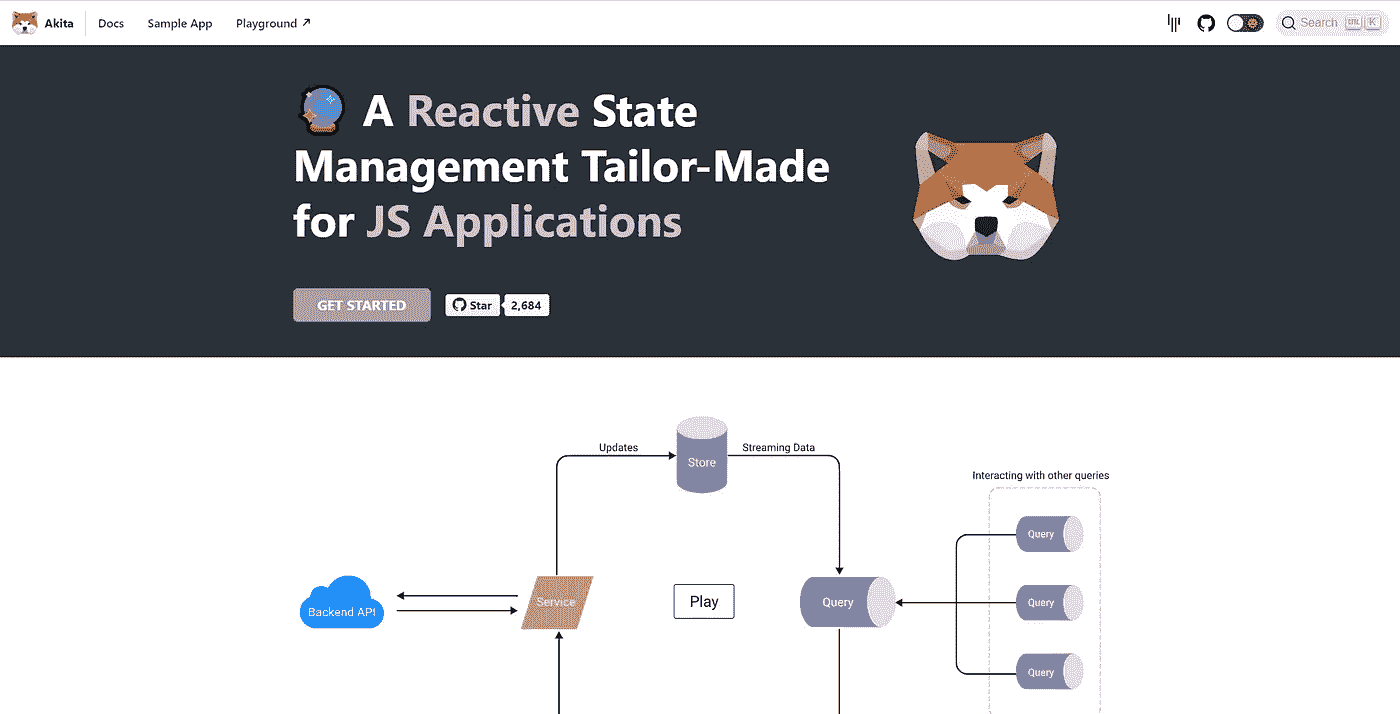 Akita
Docs
Sample App
Playground
Search
CTRL
K
A Reactive State
Management Tailor-Made
for JS Applications
GET STARTED
Star
2,684
Updates
Store
Streaming Data
Interacting with other queries
Query
Backend API
Service
Play
Query
Query
Query